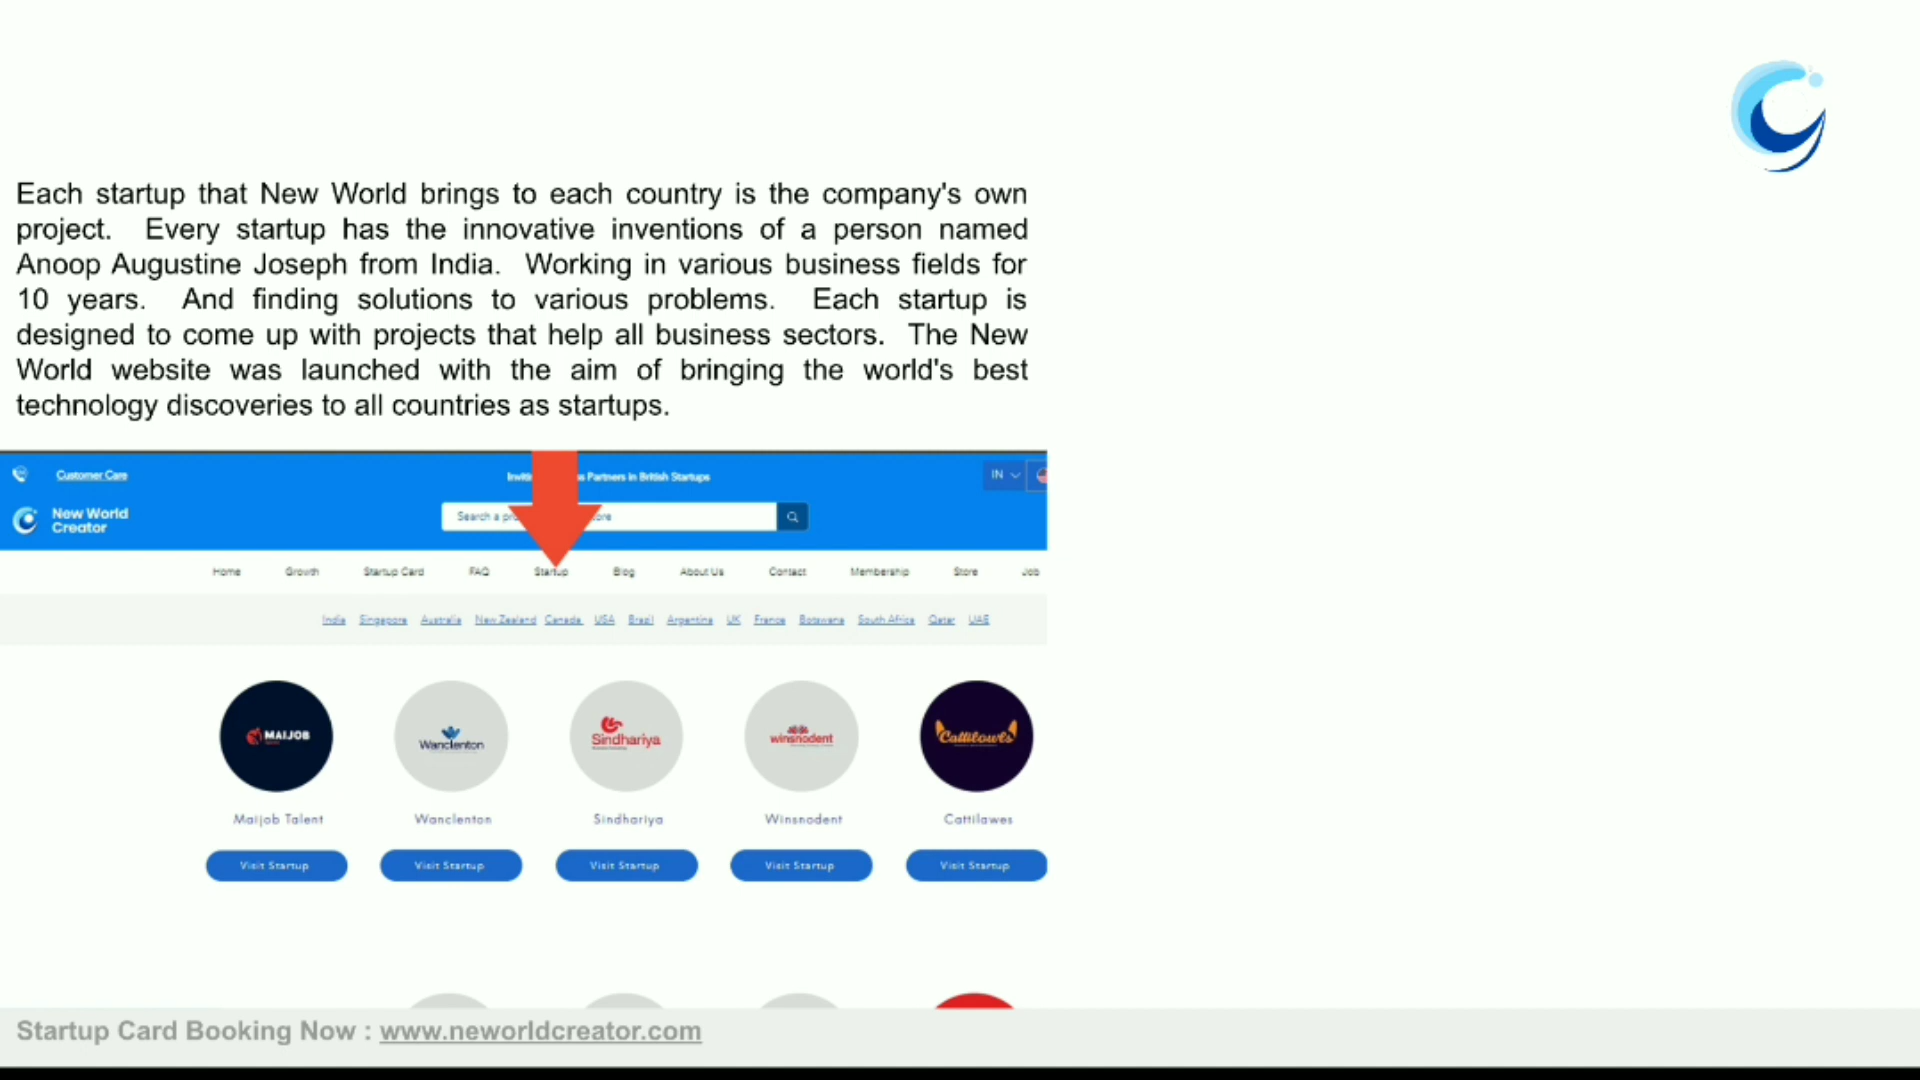 Each startup that New World brings to each country is the company's own
project. Every startup has the innovative inventions of a person named
Anoop Augustine Joseph from India. Working in various business fields for
10 years. And finding solutions to various problems. Each startup is
designed to come up with projects that help all business sectors. The New
World website was launched with the aim of bringing the world's best
technology discoveries to all countries as startups.
Customer Care
Partners in British Startups
IN
New World
Creator
Search a
Home Growth Startup Card FAQ Startup Blog About Us Contact Membership Store Job
India Singapore Australia New Zealand Canada USA Brazil Argentina UK France Botswana South Africa Qatar UAE
MAIJOB
Wanclenton
Sindhariya
winsnodent
Cattilowes
Maijob Talent Wanclenton Sindhariya Winsnodent Cattilawes
Visit Startup Visit Startup Visit Startup Visit Startup Visit Startup
Startup Card Booking Now : www.neworldcreator.com